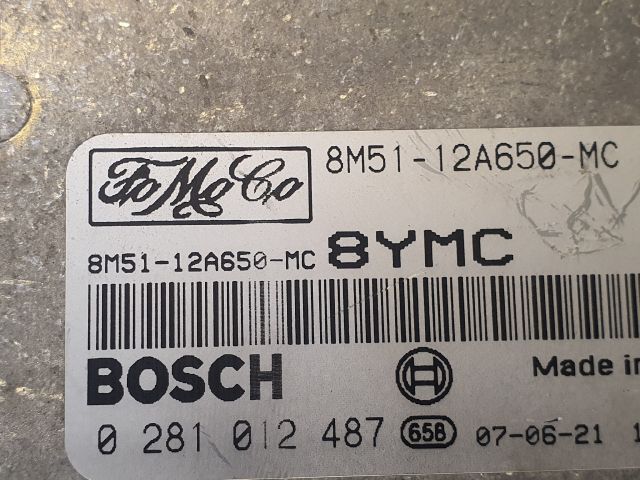 FoMoCo 8M51-12A650-MC
8M51-12A650-MC 8YMC
BOSCH Made in
0 281 012 487 658 07-06-21 1